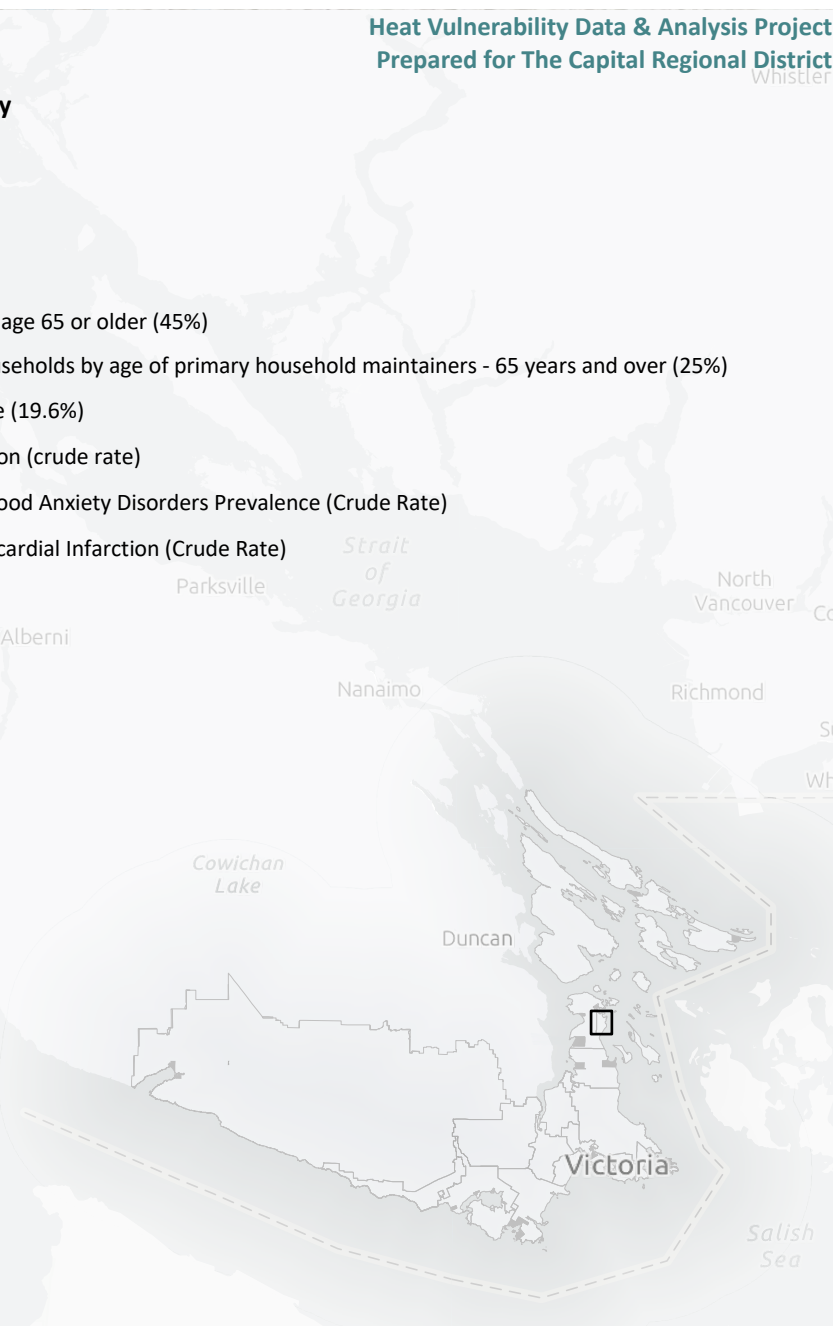 Heat Vulnerability Data & Analysis Project
Prepared for The Capital Regional District
Whistler
y
age 65 or older (45%)
seholds by age of primary household maintainers - 65 years and over (25%)
e (19.6%)
on (crude rate)
ood Anxiety Disorders Prevalence (Crude Rate)
cardial Infarction (Crude Rate)
Strait
of
Georgia
Parksville
North
Vancouver
Co
Alberni
Nanaimo
Richmond
Wh
Cowichan
Lake
Duncan
Victoria
Salish
Sea